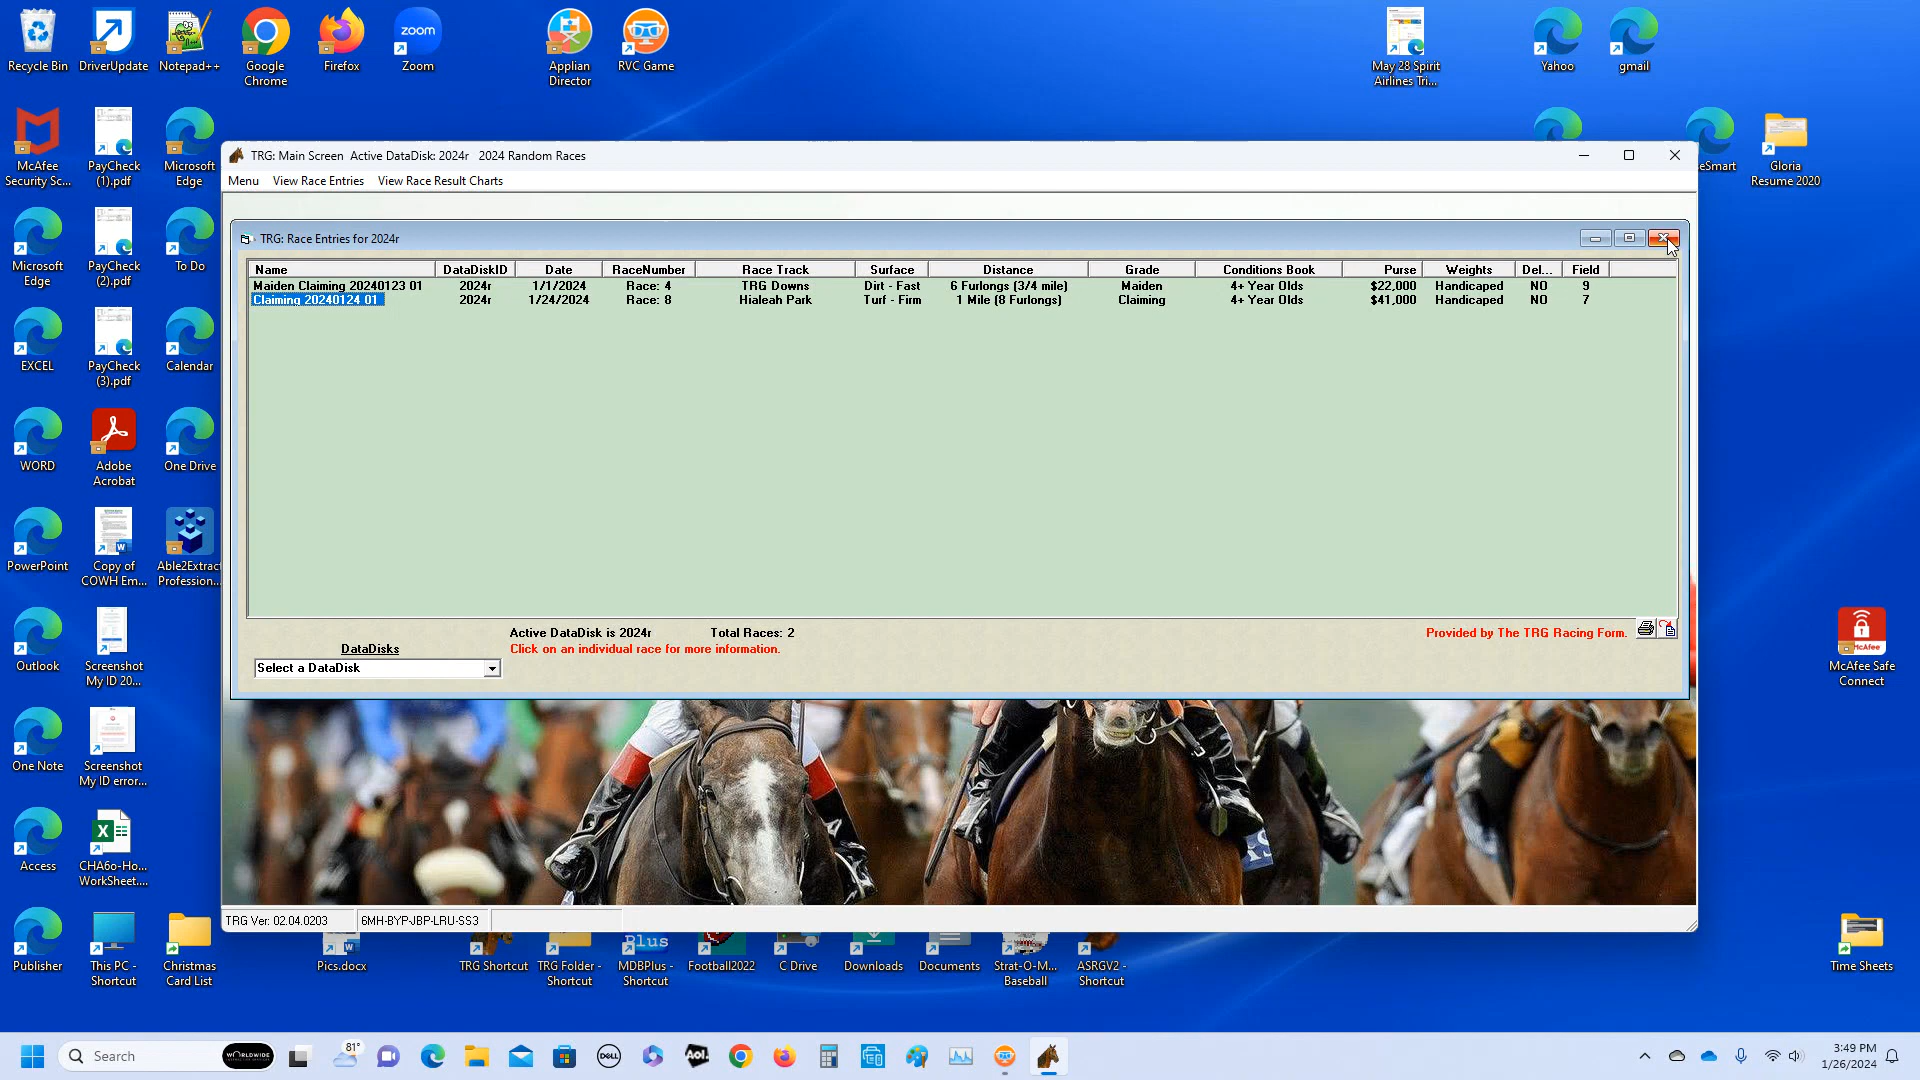 Recycle Bin
DriverUpdate
Notepad++
Google Chrome
Firefox
zoom
Zoom
Applian Director
RVC Game
May 28 Spirit Airlines Tri...
Yahoo
gmail
McAfee Security Sc...
PayCheck (1).pdf
Microsoft Edge
eSmart
Gloria Resume 2020
TRG: Main Screen Active DataDisk: 2024r 2024 Random Races
Menu View Race Entries View Race Result Charts
TRG: Race Entries for 2024r
Name DataDiskID Date RaceNumber Race Track Surface Distance Grade Conditions Book Purse Weights Del... Field
Maiden Claiming 20240123 01 2024r 1/1/2024 Race: 4 TRG Downs Dirt - Fast 6 Furlongs (3/4 mile) Maiden 4+ Year Olds $22,000 Handicaped NO 9
Claiming 20240124 01 2024r 1/24/2024 Race: 8 Hialeah Park Turf - Firm 1 Mile (8 Furlongs) Claiming 4+ Year Olds $41,000 Handicaped NO 7
Active DataDisk is 2024r Total Races: 2
Provided by The TRG Racing Form.
DataDisks
Click on an individual race for more information.
Select a DataDisk
TRG Ver: 02.04.0203 6MH-BYP-JBP-LRU-SS3
Microsoft Edge
PayCheck (2).pdf
To Do
EXCEL
PayCheck (3).pdf
Calendar
WORD
Adobe Acrobat
One Drive
PowerPoint
Copy of COWH Em...
Able2Extract Profession...
Outlook
Screenshot My ID 20...
McAfee
McAfee Safe Connect
One Note
Screenshot My ID error...
Access
CHA6o-Ho... WorkSheet....
Publisher
This PC - Shortcut
Christmas Card List
Pics.docx
TRG Shortcut
TRG Folder - Shortcut
Plus
MDBPlus - Shortcut
Football2022
C Drive
Downloads
Documents
Strat-O-M... Baseball
ASRGV2 - Shortcut
Time Sheets
Search
WORLDWIDE
81°
DELL
Aol.
3:49 PM
1/26/2024